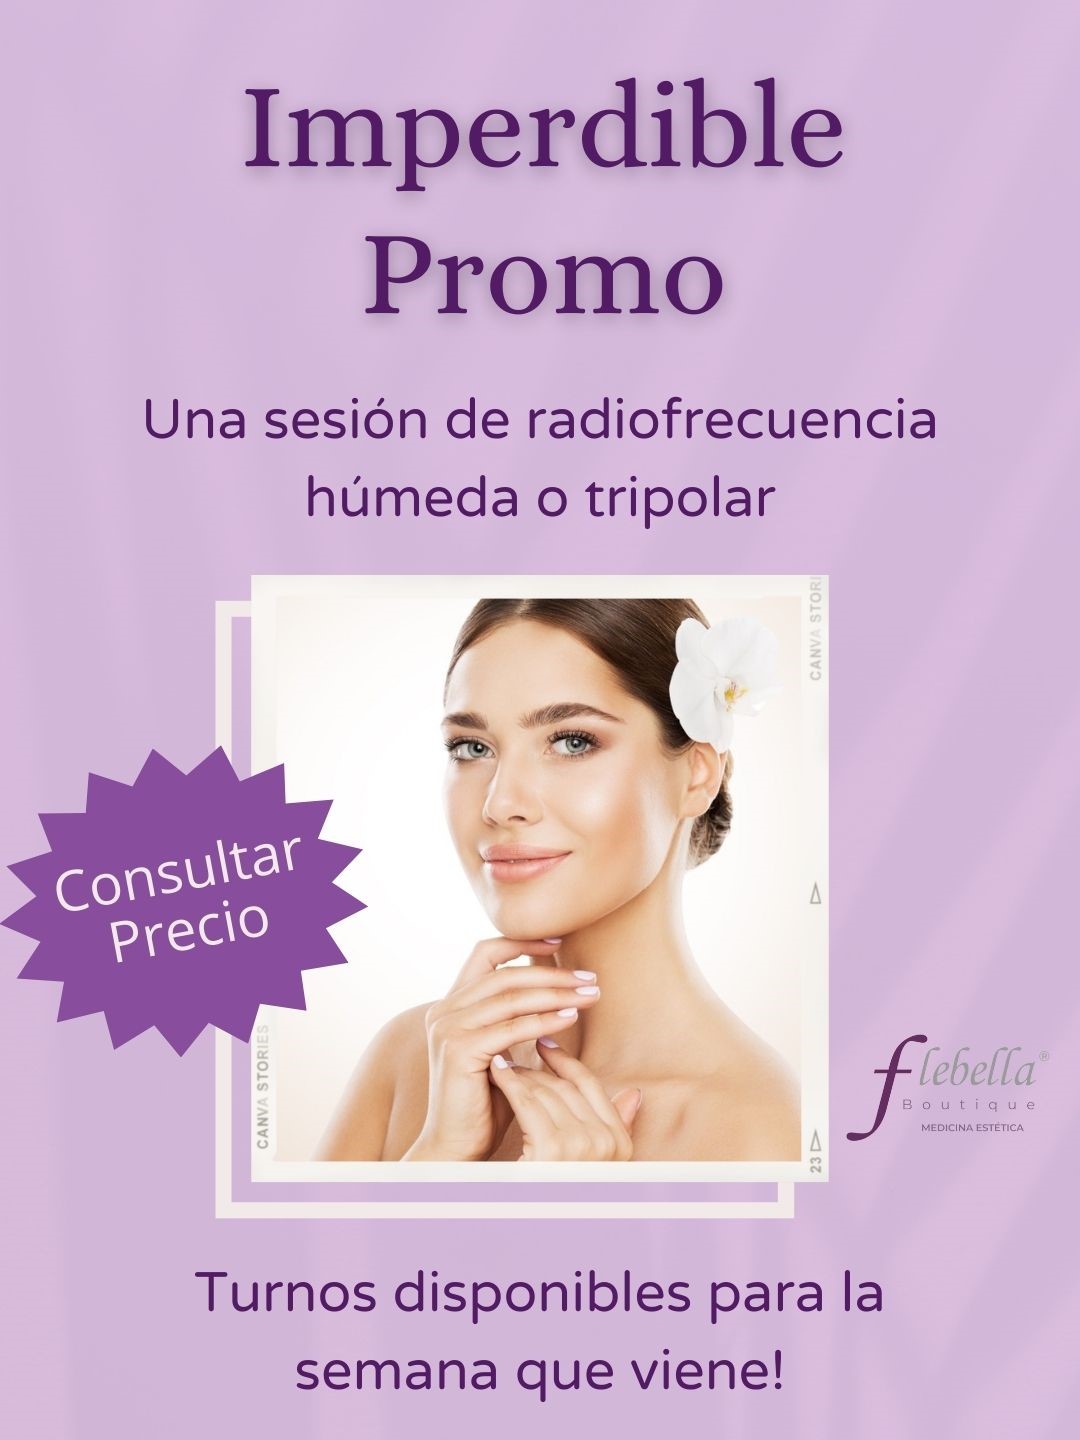 Imperdible
Promo
Una sesión de radiofrecuencia
húmeda o tripolar
CANVA STORI
Consultar
Precio
CANVA STORIES
23
flebella®
Boutique
MEDICINA ESTÉTICA
Turnos disponibles para la
semana que viene!